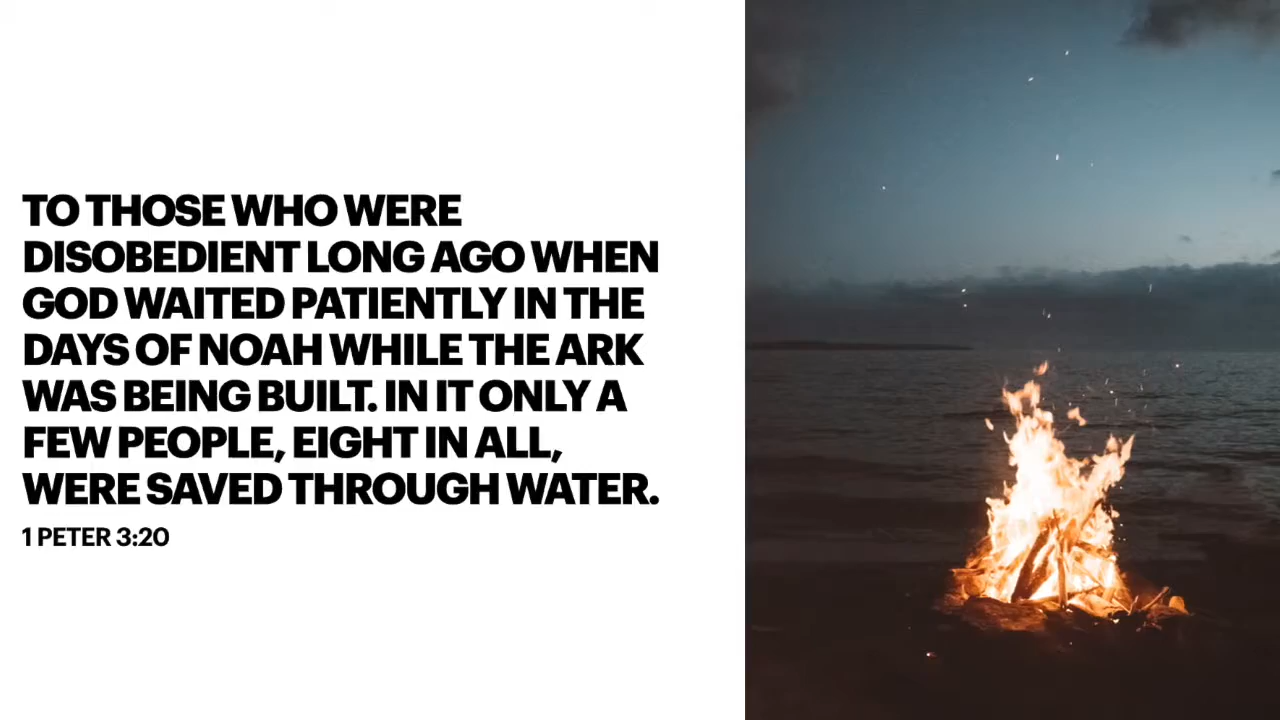 TO THOSE WHO WERE
DISOBEDIENT LONG AGO WHEN
GOD WAITED PATIENTLY IN THE
DAYS OF NOAH WHILE THE ARK
WAS BEING BUILT. IN IT ONLY A
FEW PEOPLE, EIGHT IN ALL,
WERE SAVED THROUGH WATER.
1 PETER 3:20